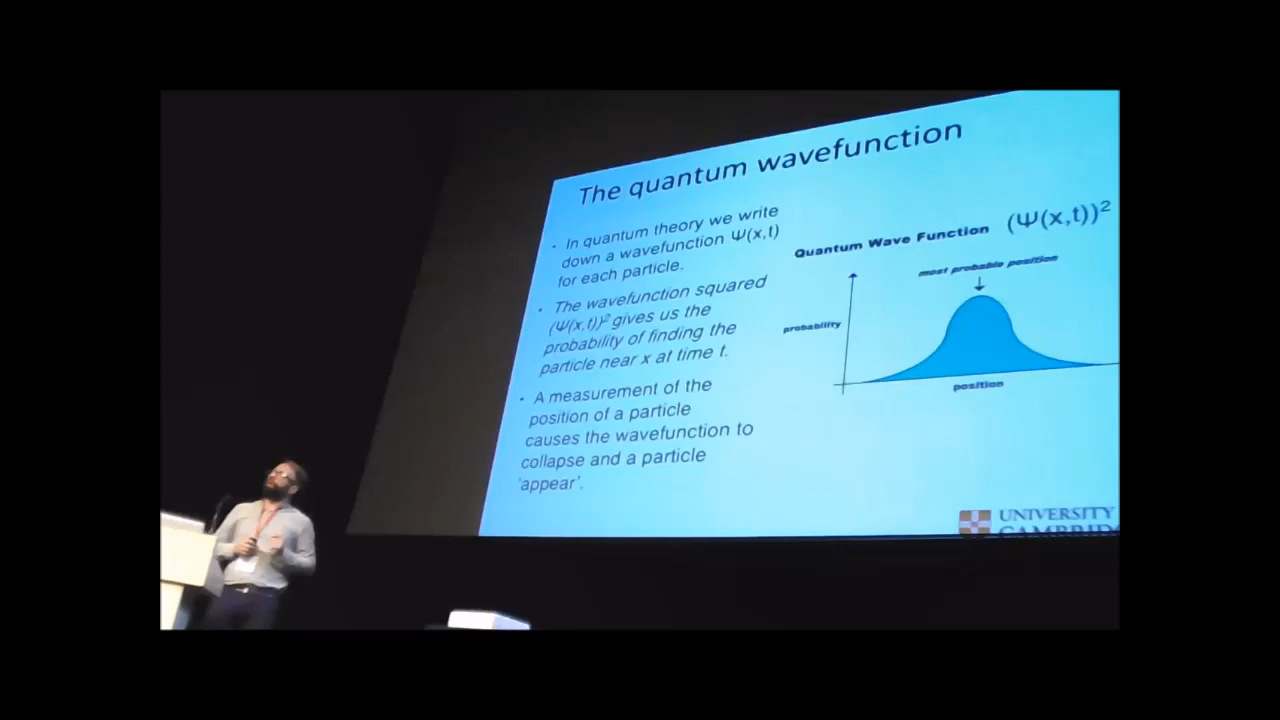 The quantum wavefunction
· In quantum theory we write
down a wavefunction Ψ(x,t)
for each particle.
· The wavefunction squared
(Ψ(x,t))² gives us the
probability of finding the
particle near x at time t.
· A measurement of the
position of a particle
causes the wavefunction to
collapse and a particle
'appear'.
Quantum Wave Function (Ψ(x,t))²
most probable position
probability
position
UNIVERSITY
CAMBRIDG